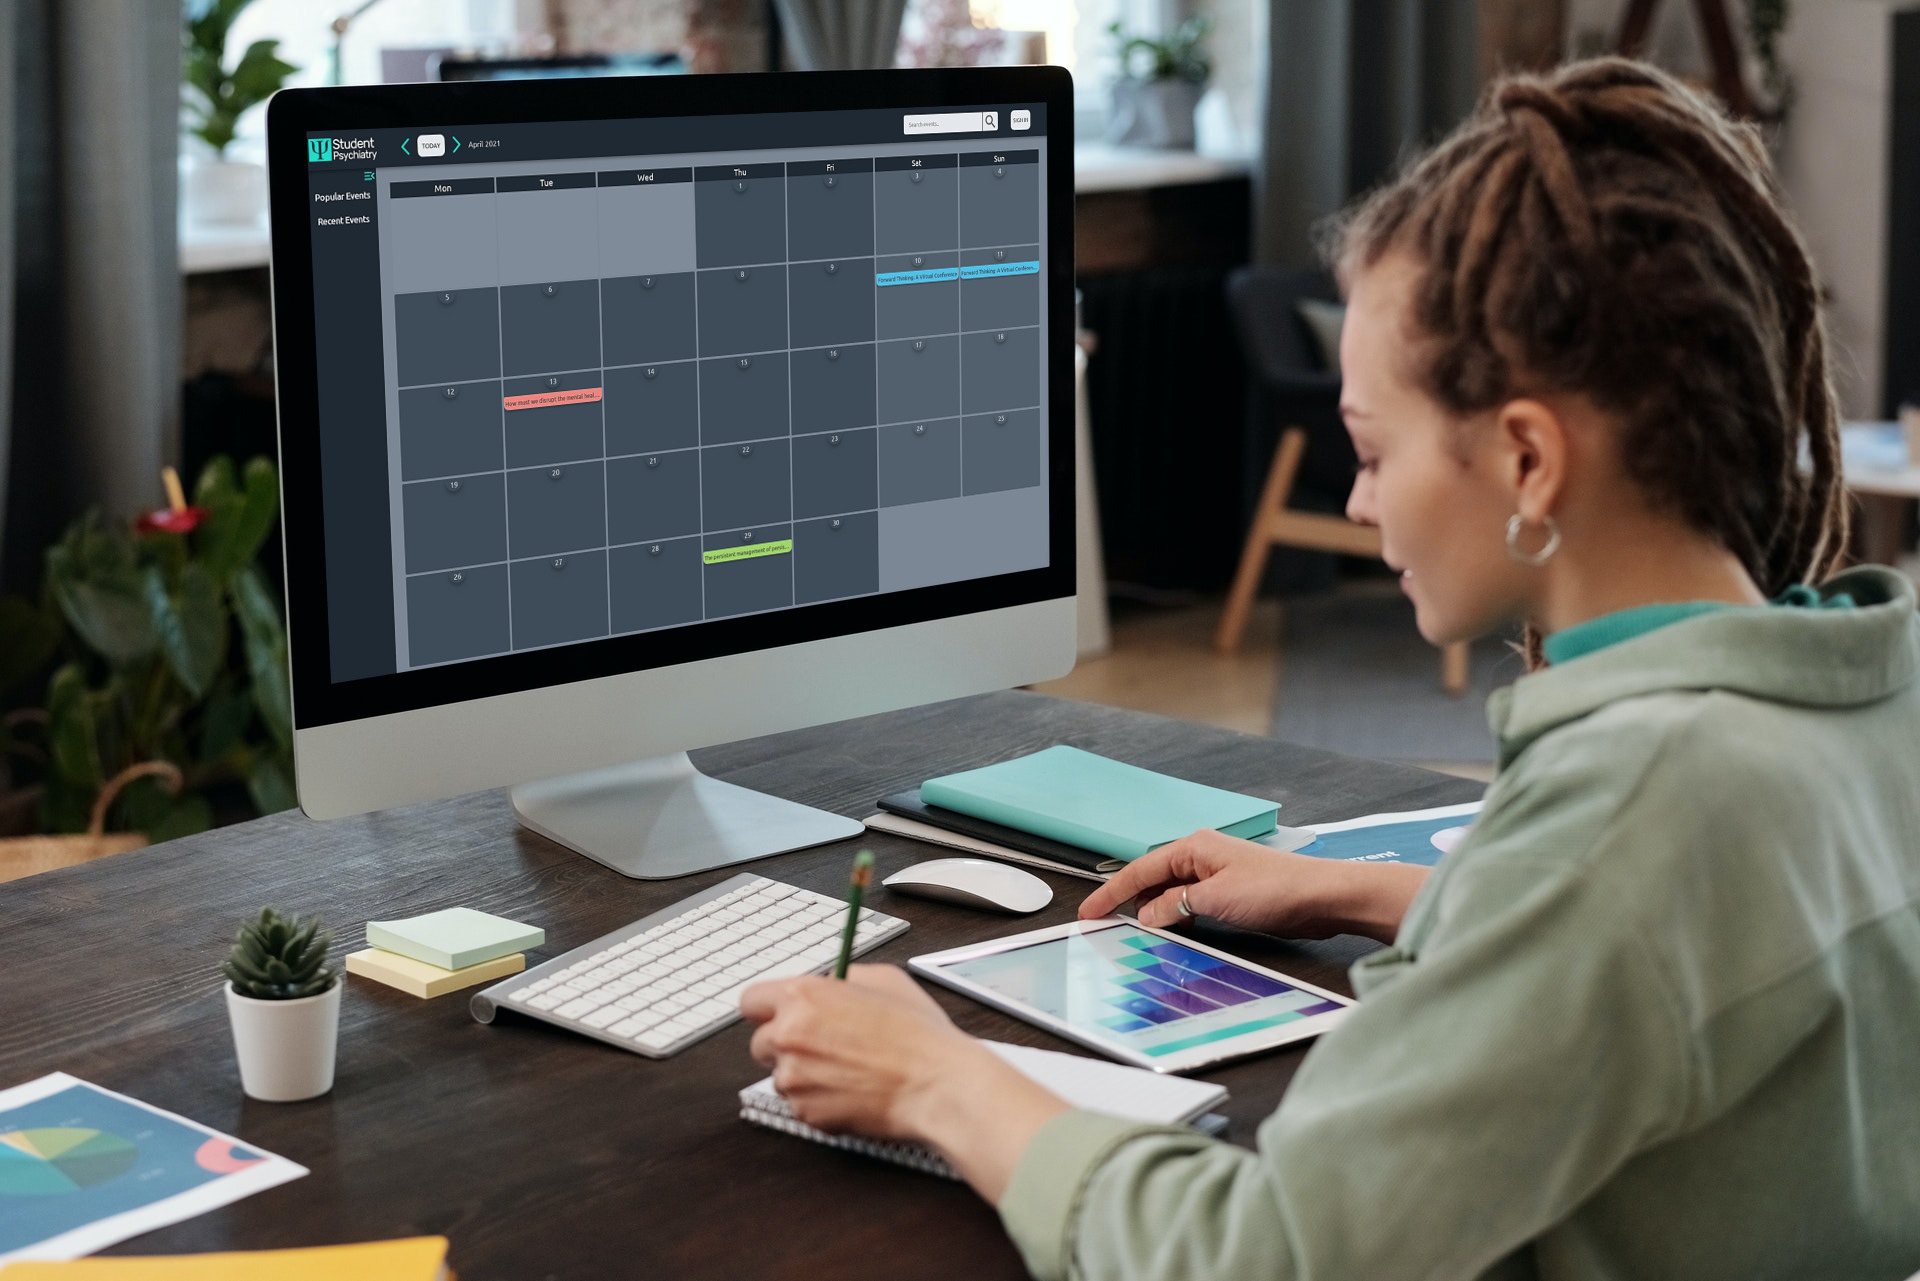 Student
Psychiatry
TODAY
April 2021
Search events..
SIGN IN
Popular Events
Recent Events
Mon Tue Wed Thu Fri Sat Sun
1 2 3 4
5 6 7 8 9 10 11
Forward Thinking: A Virtual Conference
Forward Thinking: A Virtual Conferen...
12 13 14 15 16 17 18
How most we disrupt the mental heal...
19 20 21 22 23 24 25
26 27 28 29 30
The persistent management of persis...